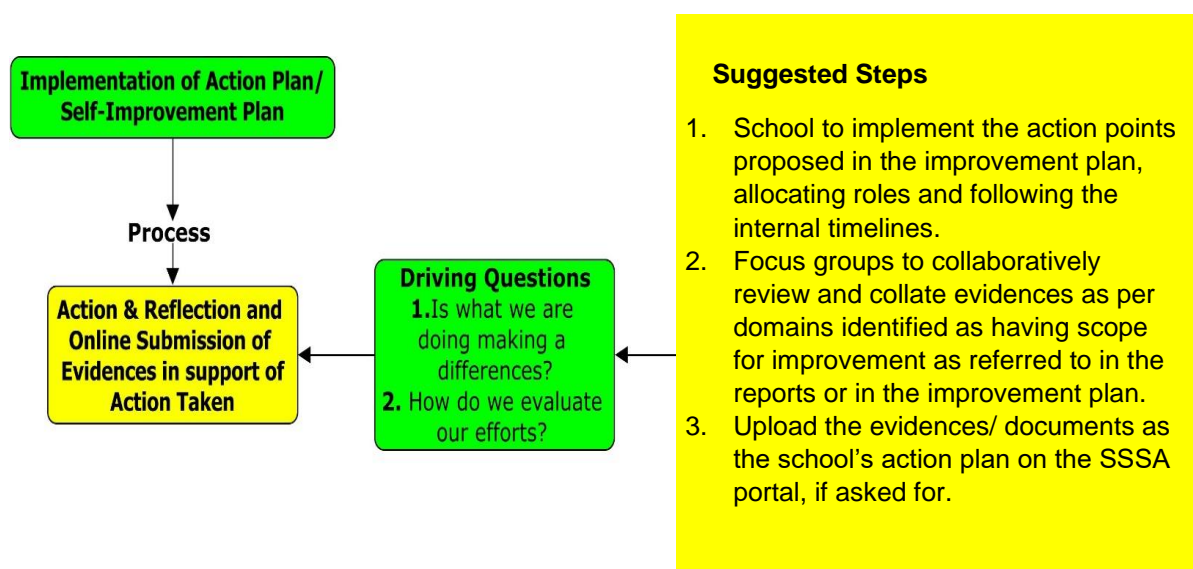 Implementation of Action Plan/
Self-Improvement Plan
Process
Action & Reflection and
Online Submission of
Evidences in support of
Action Taken
Driving Questions
1.Is what we are
doing making a
differences?
2. How do we evaluate
our efforts?
Suggested Steps
1. School to implement the action points
proposed in the improvement plan,
allocating roles and following the
internal timelines.
2. Focus groups to collaboratively
review and collate evidences as per
domains identified as having scope
for improvement as referred to in the
reports or in the improvement plan.
3. Upload the evidences/ documents as
the school's action plan on the SSSA
portal, if asked for.